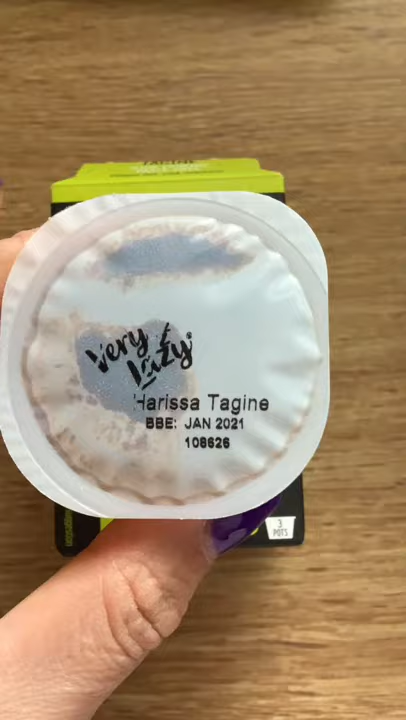 Very
Lazy
Harissa Tagine
BBE: JAN 2021
108626
3
POTS